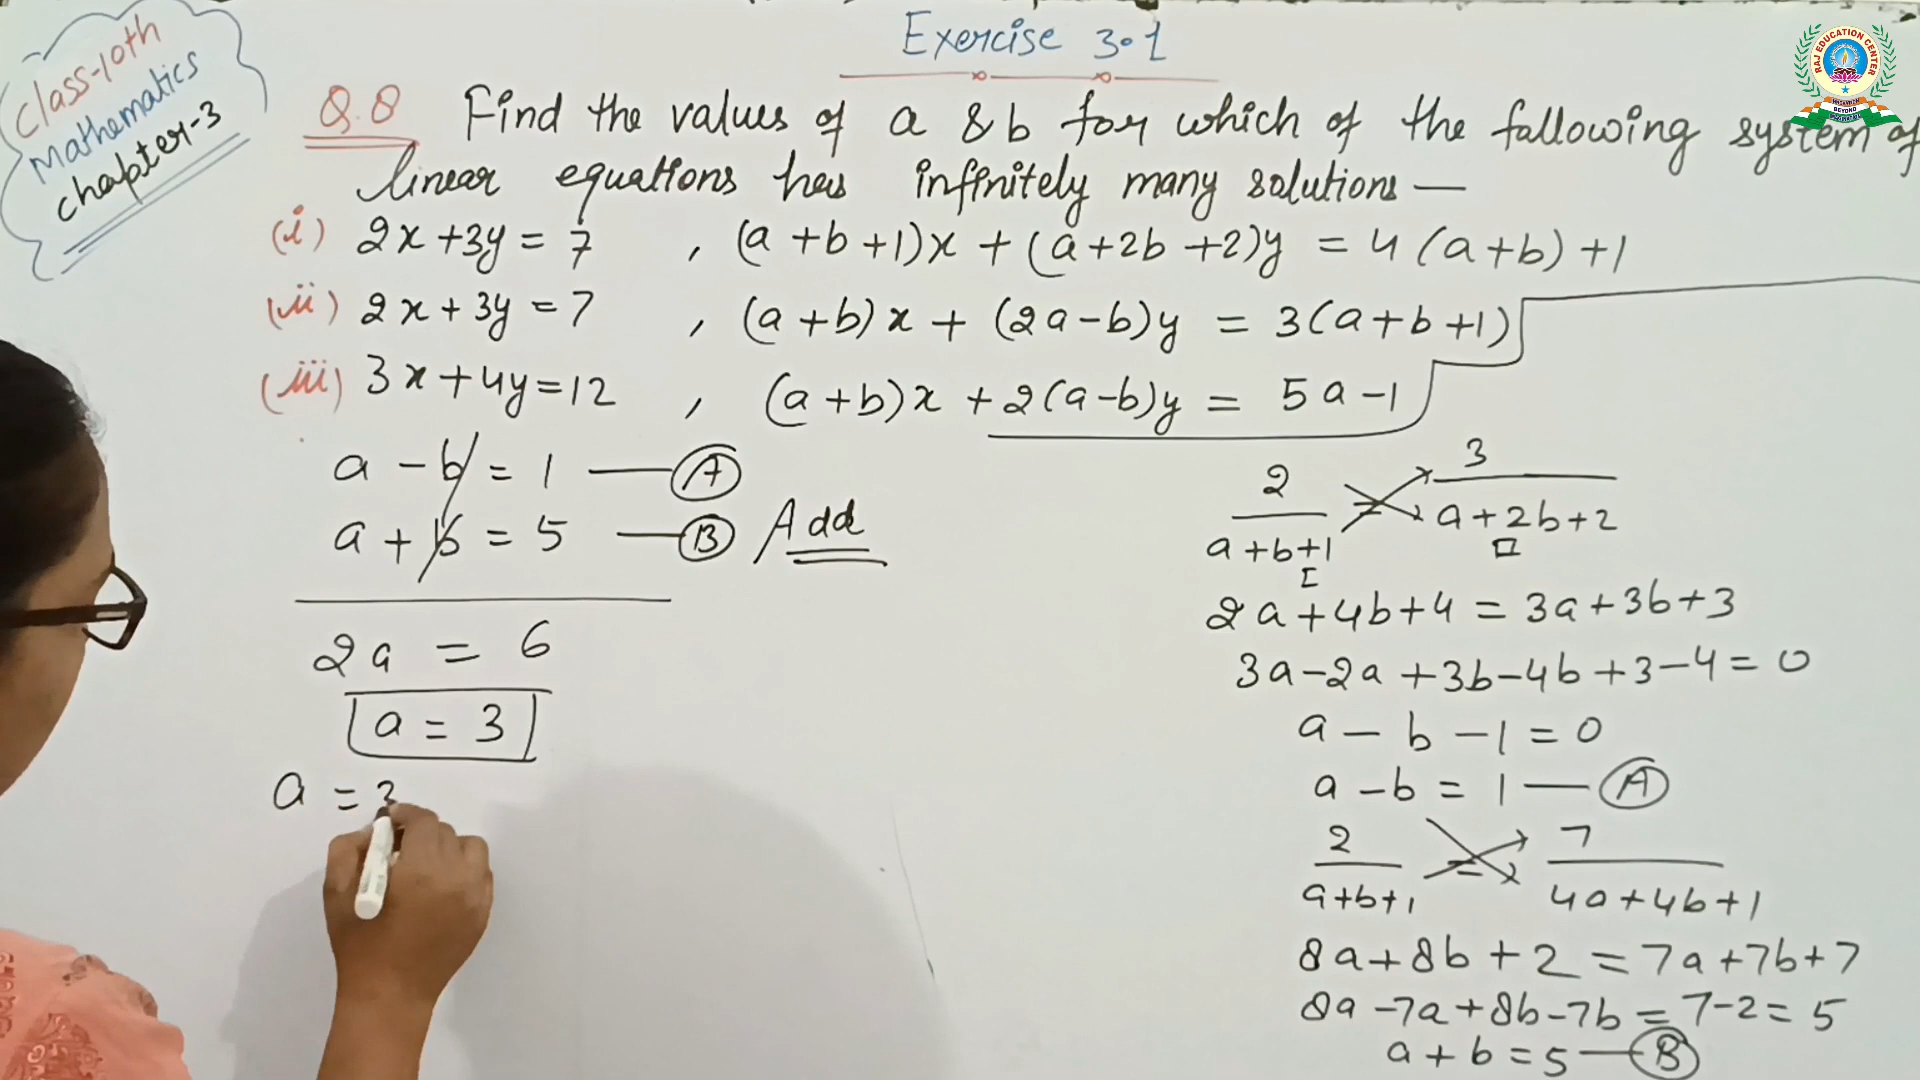 Class-10th
Mathematics
chapter-3
Exercise 3.1
RAJ EDUCATION CENTER
Q.8 Find the values of a & b for which of the fallowing system of
linear equations has infinitely many solutions —
(i) 2x + 3y = 7 , (a + b + 1)x + (a + 2b + 2)y = 4 (a + b) + 1
(ii) 2x + 3y = 7 , (a + b)x + (2a - b)y = 3(a + b + 1)
(iii) 3x + 4y = 12 , (a + b)x + 2(a - b)y = 5a - 1
a - b = 1 — A
a + b = 5 — B Add
2a = 6
a = 3
a = 3
2/(a + b + 1) = 3/(a + 2b + 2)
2a + 4b + 4 = 3a + 3b + 3
3a - 2a + 3b - 4b + 3 - 4 = 0
a - b - 1 = 0
a - b = 1 — A
2/(a + b + 1) = 7/(4a + 4b + 1)
8a + 8b + 2 = 7a + 7b + 7
8a - 7a + 8b - 7b = 7 - 2 = 5
a + b = 5 — B